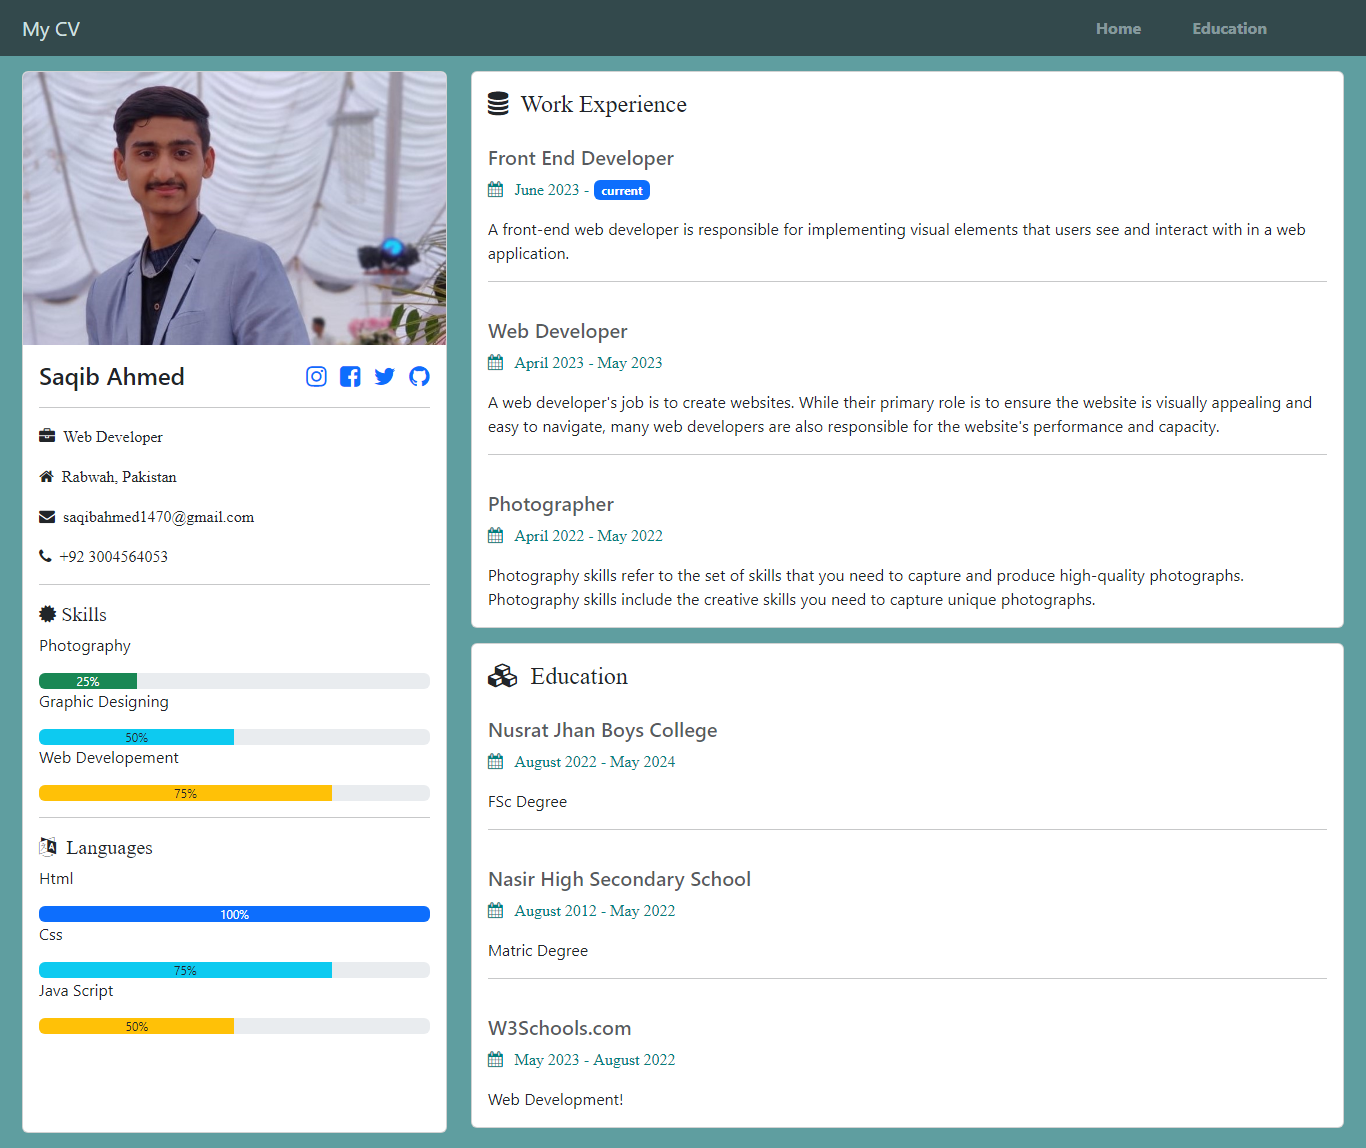 My CV
Home
Education
Saqib Ahmed
Web Developer
Rabwah, Pakistan
saqibahmed1470@gmail.com
+92 3004564053
Skills
Photography
25%
Graphic Designing
50%
Web Developement
75%
Languages
Html
100%
Css
75%
Java Script
50%
Work Experience
Front End Developer
June 2023 - current
A front-end web developer is responsible for implementing visual elements that users see and interact with in a web
application.
Web Developer
April 2023 - May 2023
A web developer's job is to create websites. While their primary role is to ensure the website is visually appealing and
easy to navigate, many web developers are also responsible for the website's performance and capacity.
Photographer
April 2022 - May 2022
Photography skills refer to the set of skills that you need to capture and produce high-quality photographs.
Photography skills include the creative skills you need to capture unique photographs.
Education
Nusrat Jhan Boys College
August 2022 - May 2024
FSc Degree
Nasir High Secondary School
August 2012 - May 2022
Matric Degree
W3Schools.com
May 2023 - August 2022
Web Development!